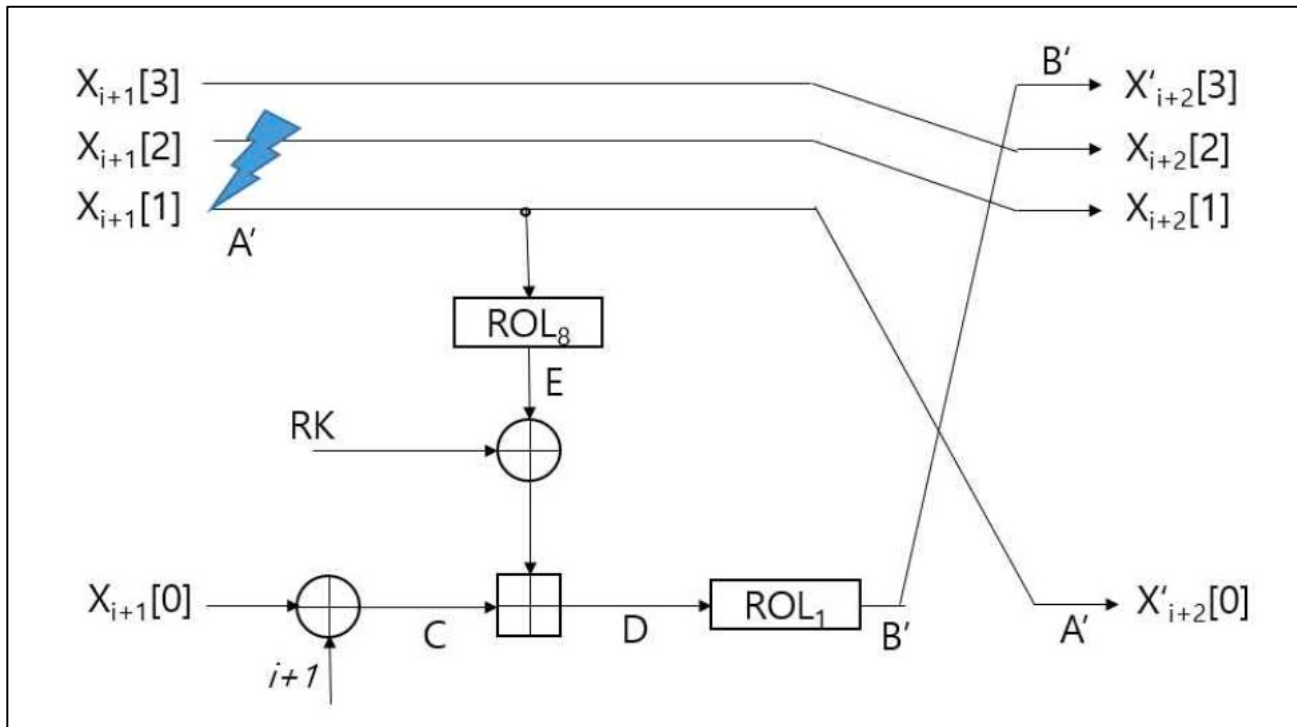 B'
X_{i+1}[3] X'_{i+2}[3]
X_{i+1}[2] X_{i+2}[2]
X_{i+1}[1] X_{i+2}[1]
A'
ROL_8
E
RK
X_{i+1}[0] ROL_1 X'_{i+2}[0]
C D B' A'
i+1